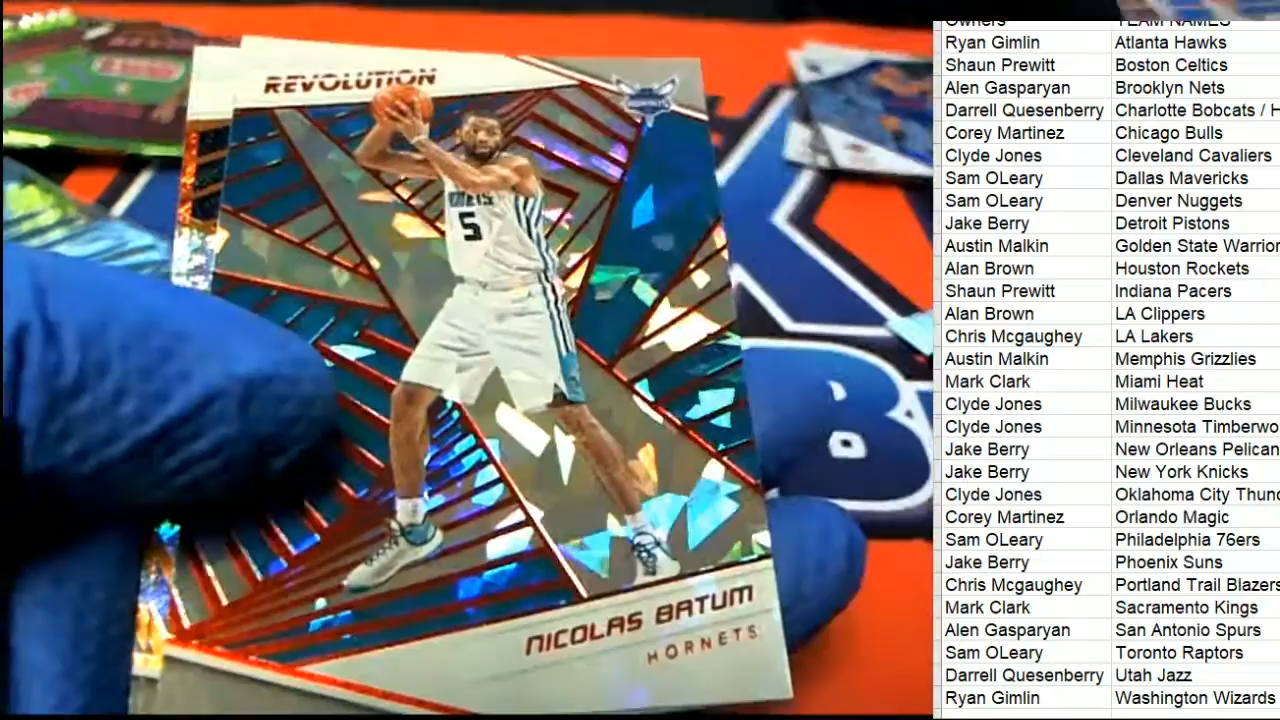 REVOLUTION
HORNETS
5
NICOLAS BATUM
HORNETS
Owners TEAM NAMES
Ryan Gimlin Atlanta Hawks
Shaun Prewitt Boston Celtics
Alen Gasparyan Brooklyn Nets
Darrell Quesenberry Charlotte Bobcats / H
Corey Martinez Chicago Bulls
Clyde Jones Cleveland Cavaliers
Sam OLeary Dallas Mavericks
Sam OLeary Denver Nuggets
Jake Berry Detroit Pistons
Austin Malkin Golden State Warrior
Alan Brown Houston Rockets
Shaun Prewitt Indiana Pacers
Alan Brown LA Clippers
Chris Mcgaughey LA Lakers
Austin Malkin Memphis Grizzlies
Mark Clark Miami Heat
Clyde Jones Milwaukee Bucks
Clyde Jones Minnesota Timberwo
Jake Berry New Orleans Pelican
Jake Berry New York Knicks
Clyde Jones Oklahoma City Thund
Corey Martinez Orlando Magic
Sam OLeary Philadelphia 76ers
Jake Berry Phoenix Suns
Chris Mcgaughey Portland Trail Blazers
Mark Clark Sacramento Kings
Alen Gasparyan San Antonio Spurs
Sam OLeary Toronto Raptors
Darrell Quesenberry Utah Jazz
Ryan Gimlin Washington Wizards